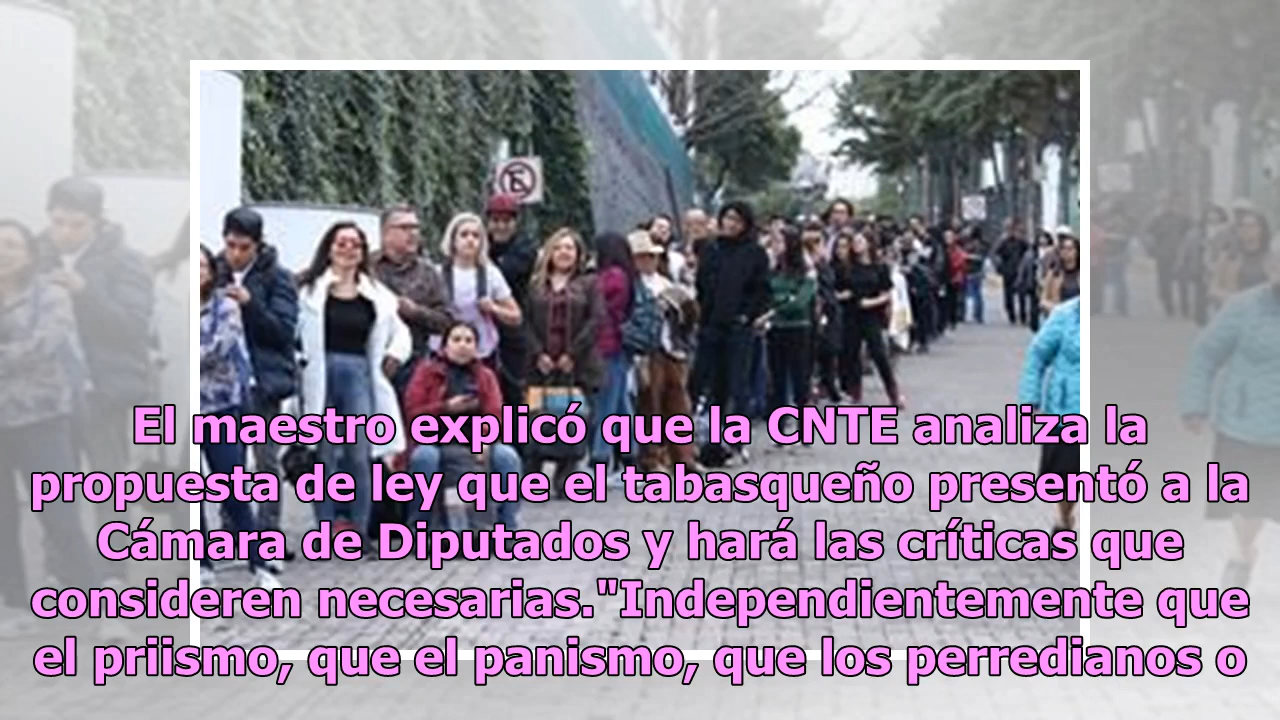 El maestro explicó que la CNTE analiza la
propuesta de ley que el tabasqueño presentó a la
Cámara de Diputados y hará las críticas que
consideren necesarias."Independientemente que
el priismo, que el panismo, que los perredianos o